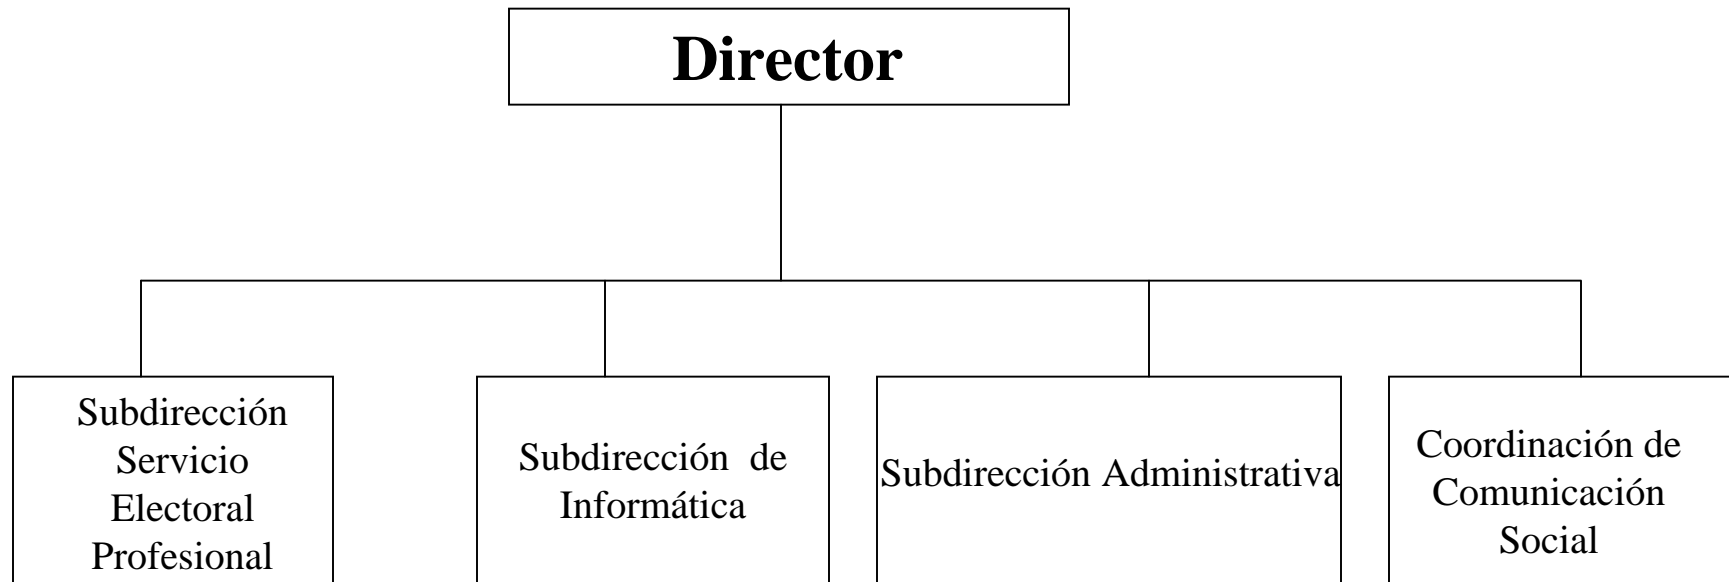 Director
Subdirección
Servicio
Electoral
Profesional
Subdirección de
Informática
Subdirección Administrativa
Coordinación de
Comunicación
Social